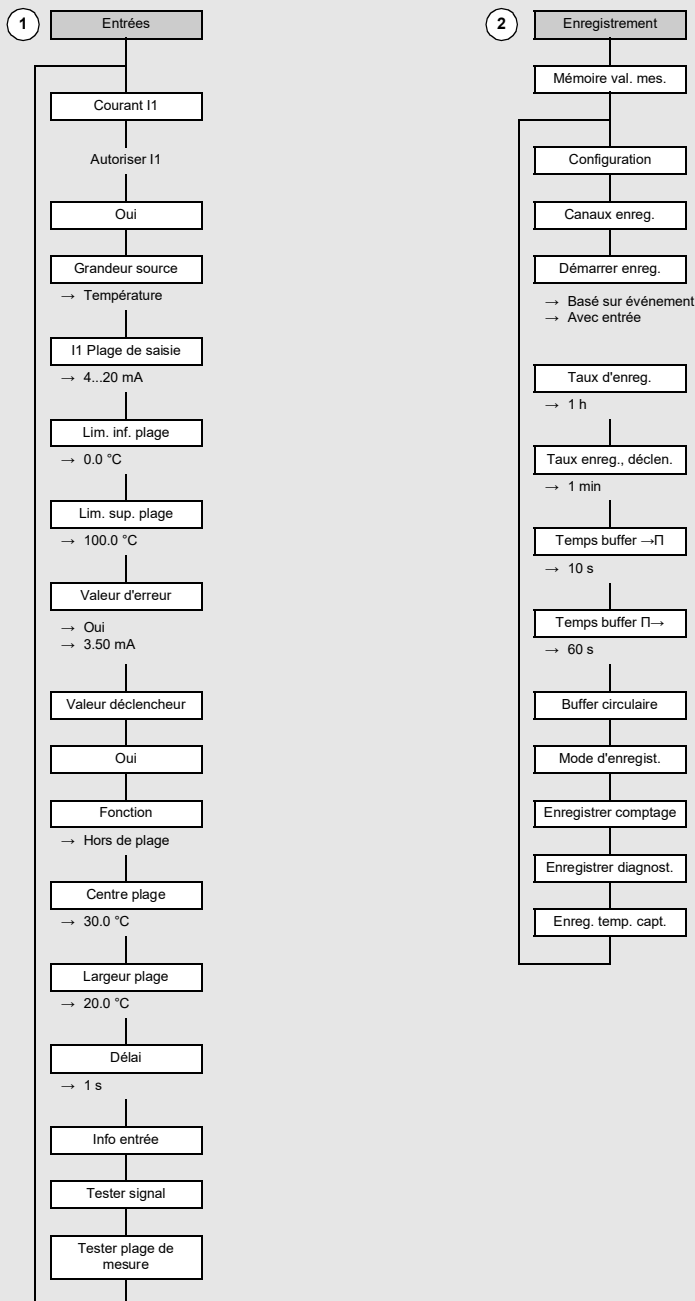 1
Entrées
Courant I1
Autoriser I1
Oui
Grandeur source
→ Température
I1 Plage de saisie
→ 4...20 mA
Lim. inf. plage
→ 0.0 °C
Lim. sup. plage
→ 100.0 °C
Valeur d'erreur
→ Oui
→ 3.50 mA
Valeur déclencheur
Oui
Fonction
→ Hors de plage
Centre plage
→ 30.0 °C
Largeur plage
→ 20.0 °C
Délai
→ 1 s
Info entrée
Tester signal
Tester plage de
mesure
2
Enregistrement
Mémoire val. mes.
Configuration
Canaux enreg.
Démarrer enreg.
→ Basé sur événement
→ Avec entrée
Taux d'enreg.
→ 1 h
Taux enreg., déclen.
→ 1 min
Temps buffer →Π
→ 10 s
Temps buffer Π→
→ 60 s
Buffer circulaire
Mode d'enregist.
Enregistrer comptage
Enregistrer diagnost.
Enreg. temp. capt.